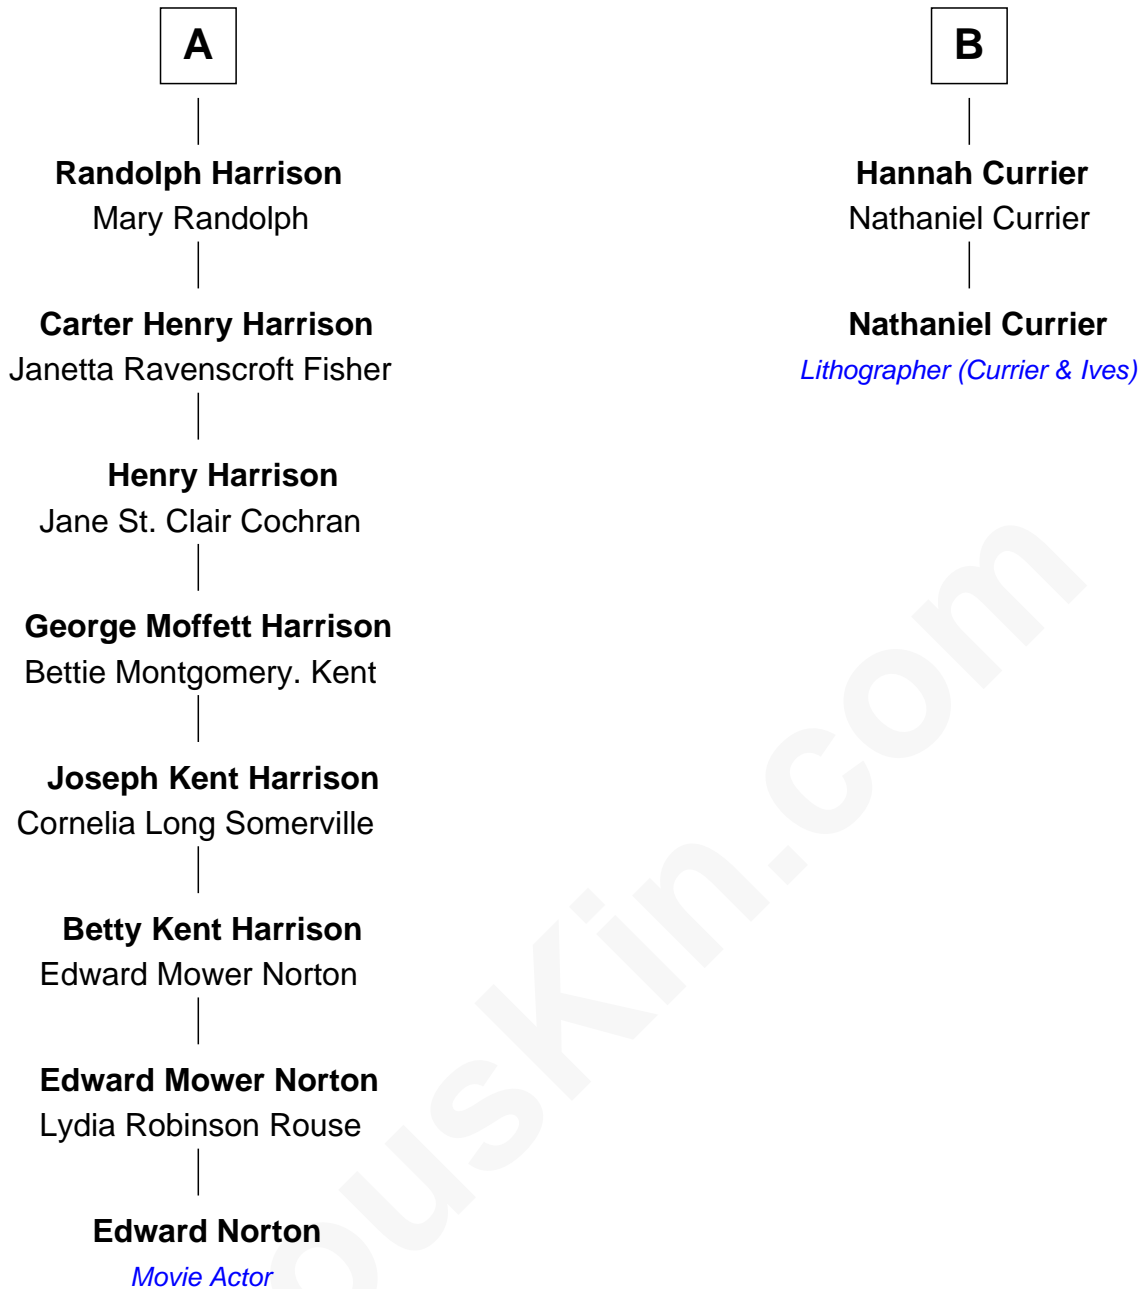 A
Randolph Harrison
Mary Randolph
Carter Henry Harrison
Janetta Ravenscroft Fisher
Henry Harrison
Jane St. Clair Cochran
George Moffett Harrison
Bettie Montgomery. Kent
Joseph Kent Harrison
Cornelia Long Somerville
Betty Kent Harrison
Edward Mower Norton
Edward Mower Norton
Lydia Robinson Rouse
Edward Norton
Movie Actor
B
Hannah Currier
Nathaniel Currier
Nathaniel Currier
Lithographer (Currier & Ives)
ousKin.com